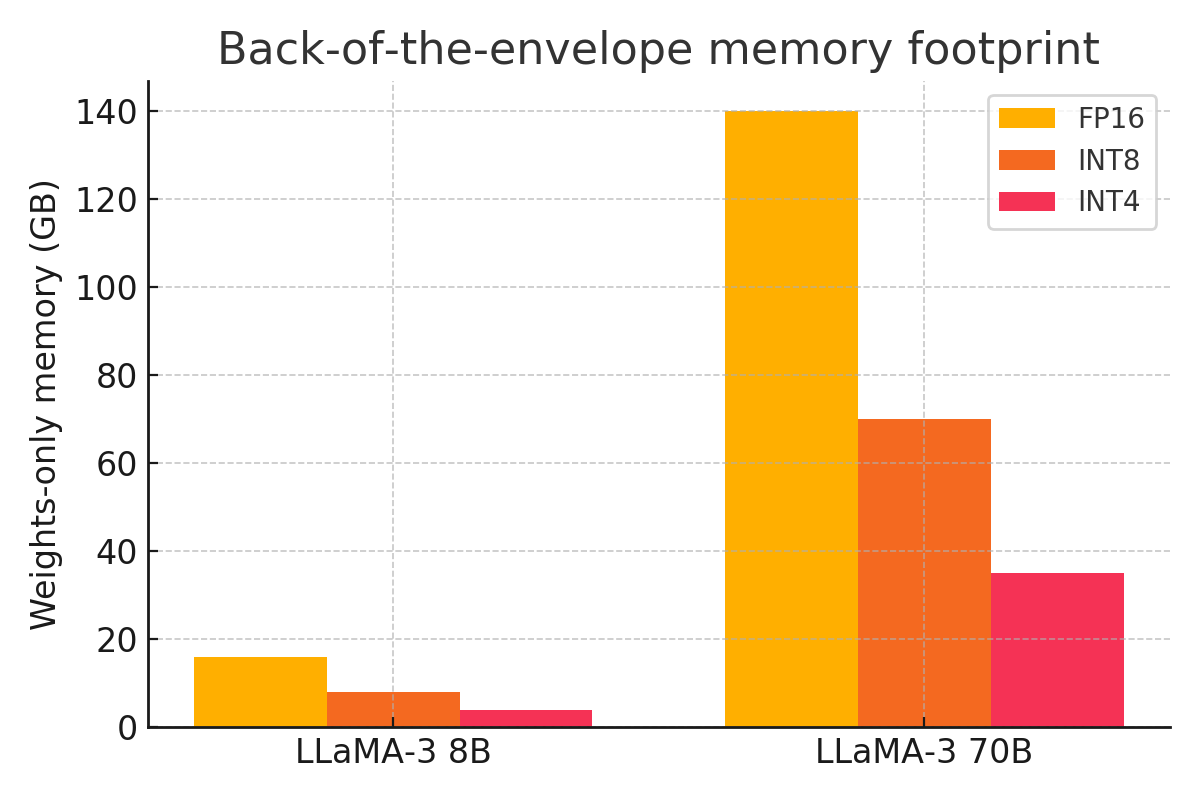 Back-of-the-envelope memory footprint
FP16
INT8
INT4
Weights-only memory (GB)
140
120
100
80
60
40
20
0
LLaMA-3 8B
LLaMA-3 70B